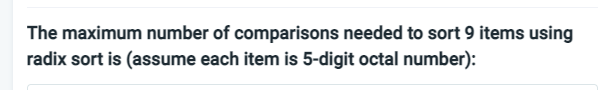 The maximum number of comparisons needed to sort 9 items using
radix sort is (assume each item is 5-digit octal number):